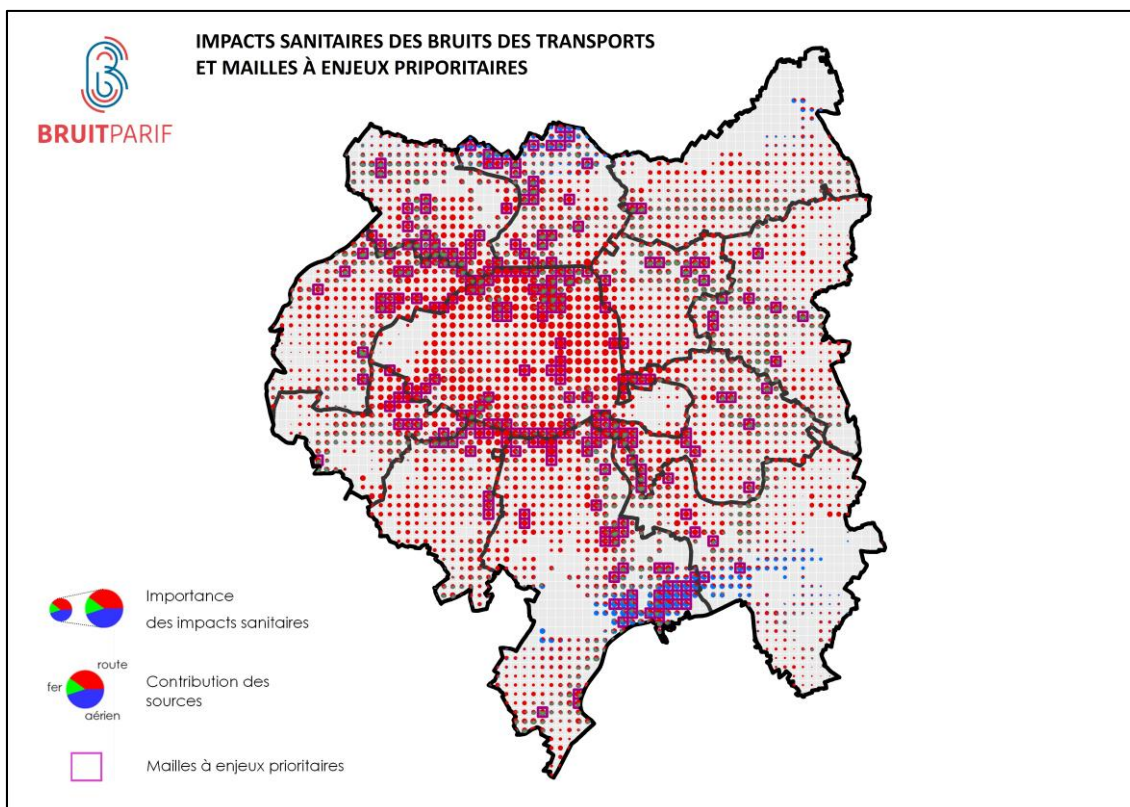 IMPACTS SANITAIRES DES BRUITS DES TRANSPORTS
ET MAILLES À ENJEUX PRIPORITAIRES
BRUITPARIF
Importance
des impacts sanitaires
route
fer
aérien
Contribution des
sources
Mailles à enjeux prioritaires